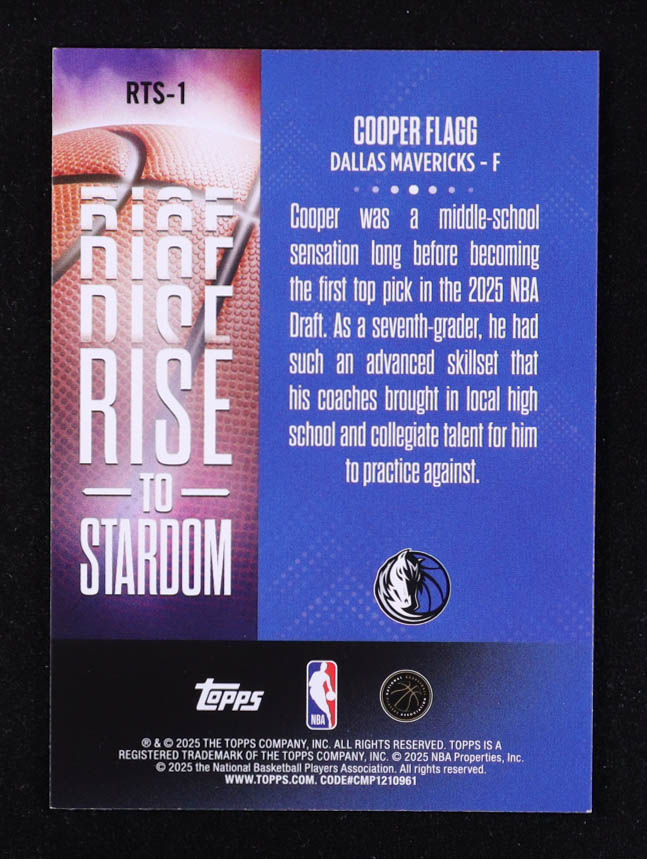 RTS-1
RISE
RISE
RISE
RISE
TO
STARDOM
COOPER FLAGG
DALLAS MAVERICKS - F
Cooper was a middle-school
sensation long before becoming
the first top pick in the 2025 NBA
Draft. As a seventh-grader, he had
such an advanced skillset that
his coaches brought in local high
school and collegiate talent for him
to practice against.
topps
NBA
® & © 2025 THE TOPPS COMPANY, INC. ALL RIGHTS RESERVED. TOPPS IS A
REGISTERED TRADEMARK OF THE TOPPS COMPANY, INC. © 2025 NBA Properties, Inc.
© 2025 the National Basketball Players Association. All rights reserved.
WWW.TOPPS.COM. CODE#CMP1210961